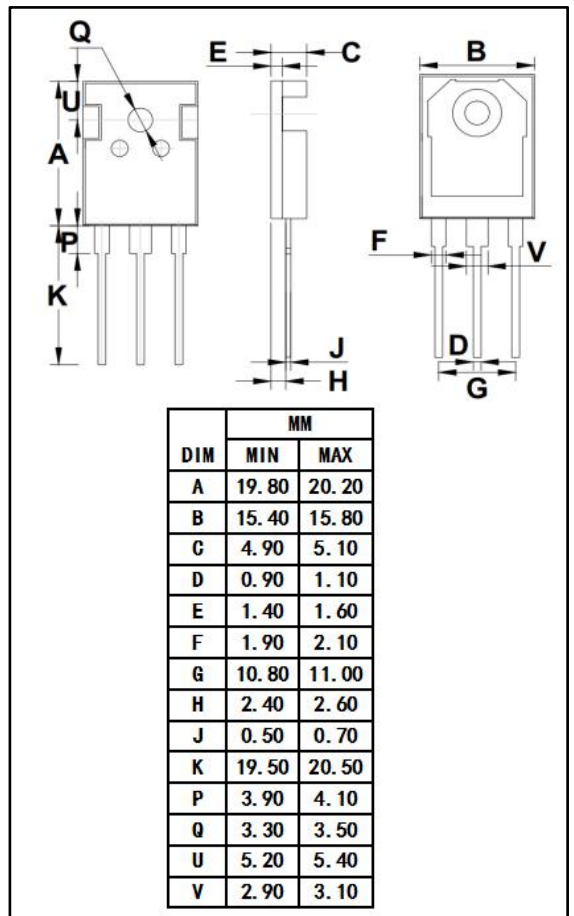 Q
E
C
B
U
A
P
K
F
V
J
H
D
G
MM
DIM MIN MAX
A 19.80 20.20
B 15.40 15.80
C 4.90 5.10
D 0.90 1.10
E 1.40 1.60
F 1.90 2.10
G 10.80 11.00
H 2.40 2.60
J 0.50 0.70
K 19.50 20.50
P 3.90 4.10
Q 3.30 3.50
U 5.20 5.40
V 2.90 3.10